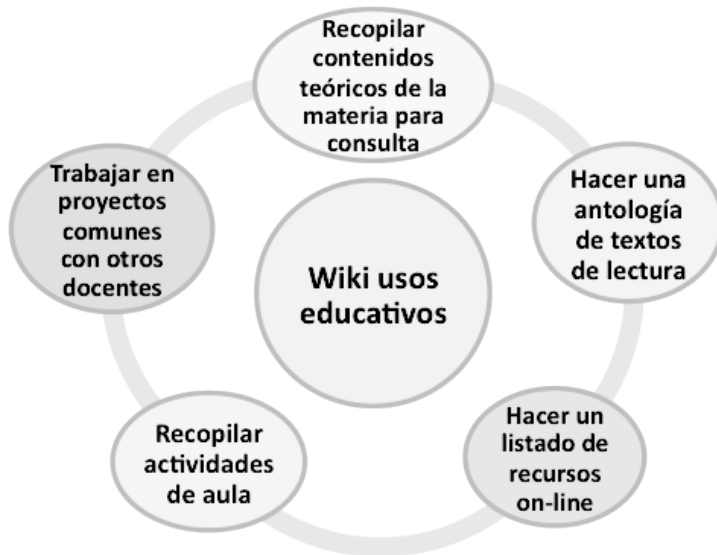 Recopilar
contenidos
teóricos de la
materia para
consulta
Hacer una
antología
de textos
de lectura
Hacer un
listado de
recursos
on-line
Recopilar
actividades
de aula
Trabajar en
proyectos
comunes
con otros
docentes
Wiki usos
educativos